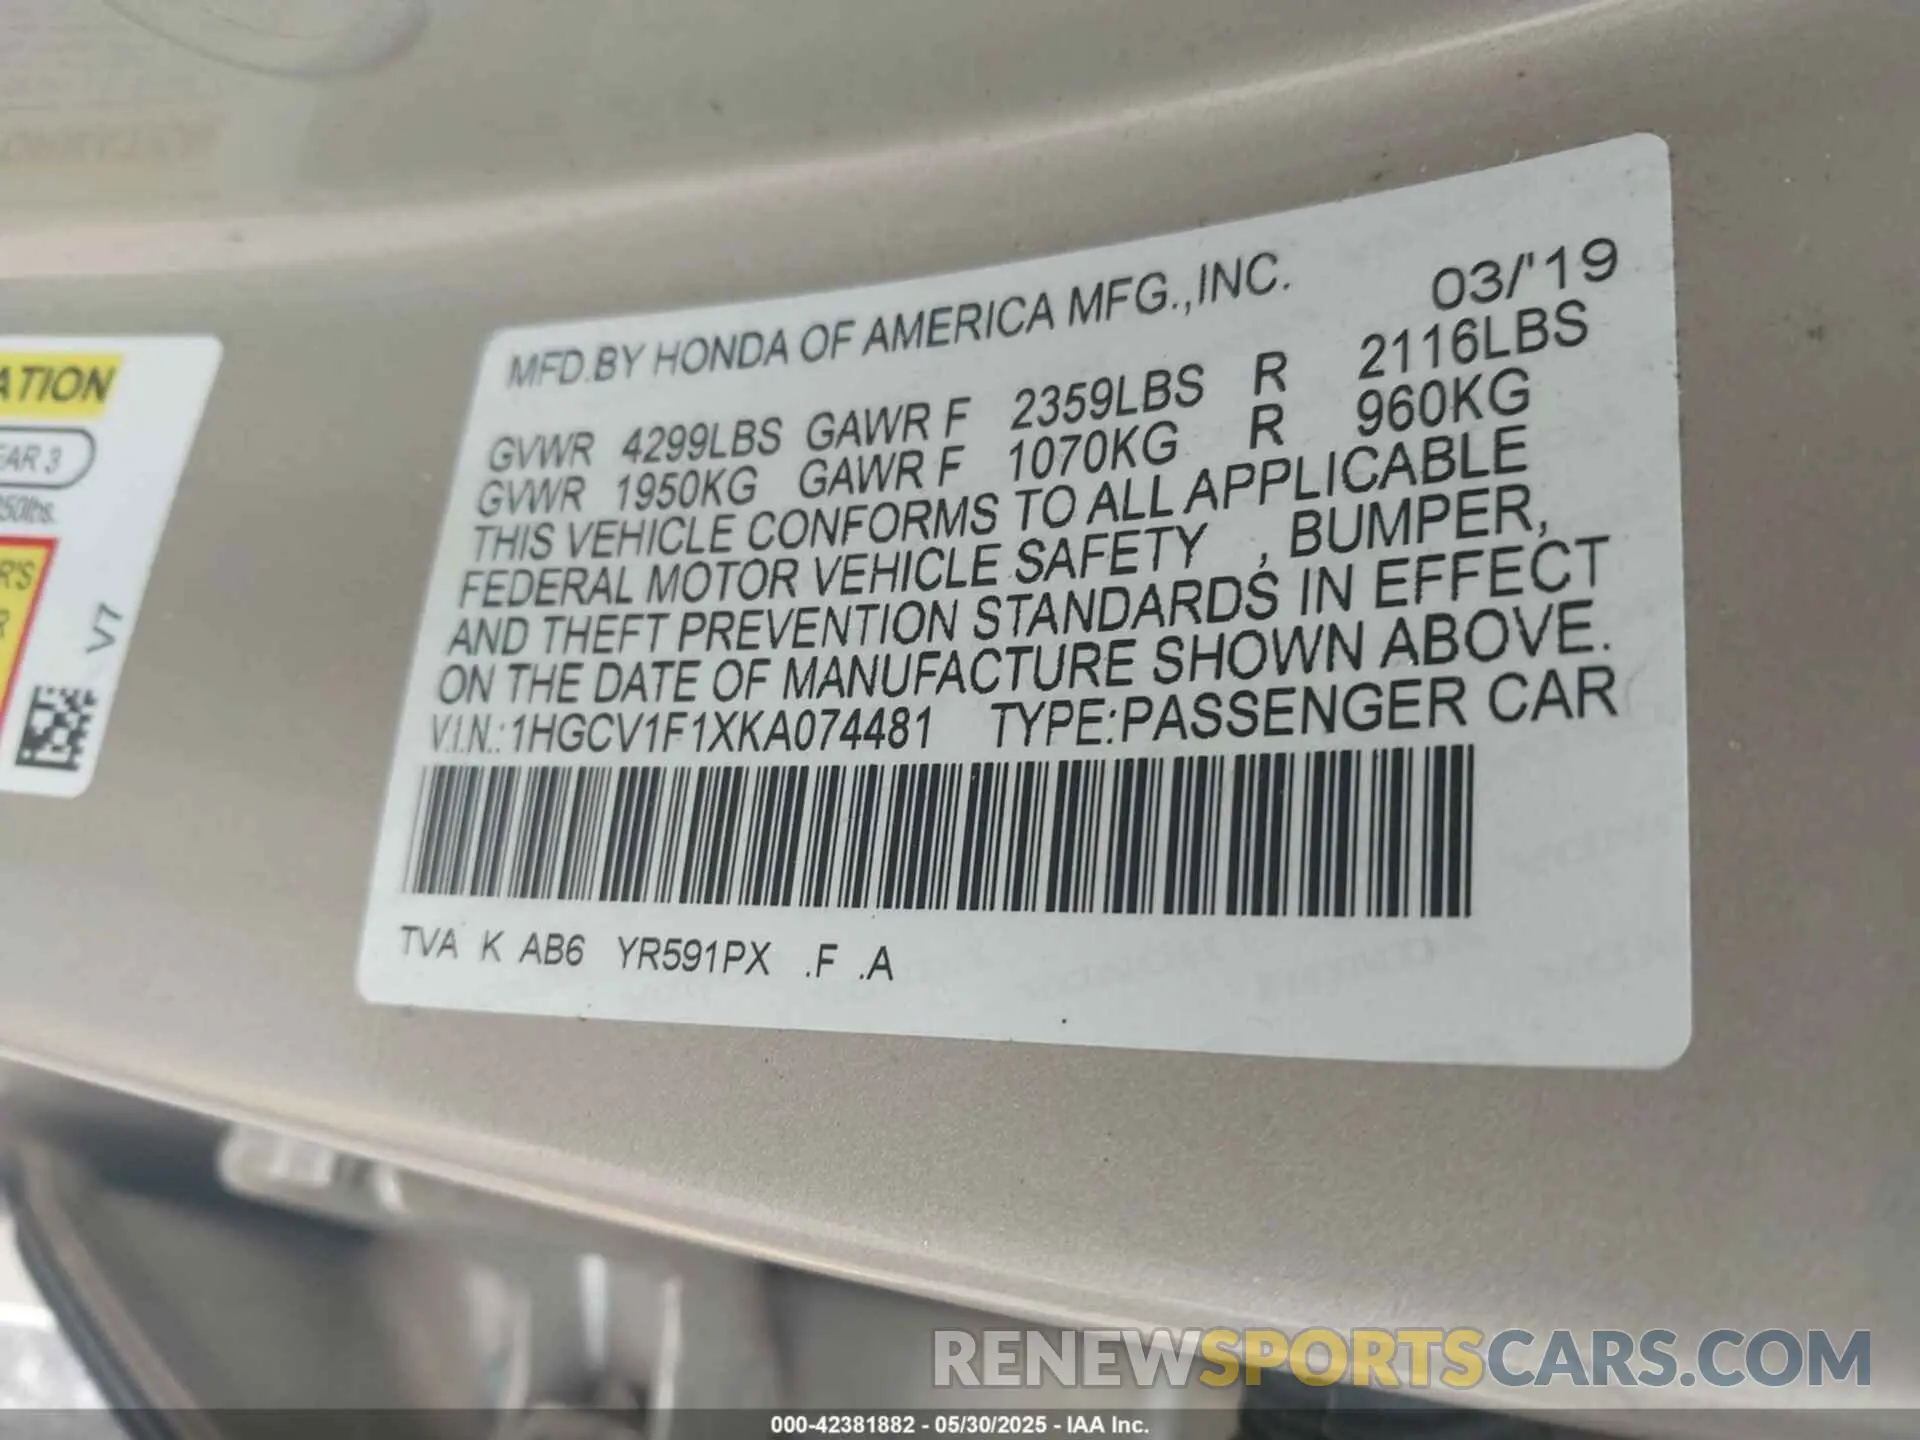 MFD.BY HONDA OF AMERICA MFG.,INC. 03/'19
GVWR 4299LBS GAWR F 2359LBS R 2116LBS
GVWR 1950KG GAWR F 1070KG R 960KG
THIS VEHICLE CONFORMS TO ALL APPLICABLE
FEDERAL MOTOR VEHICLE SAFETY , BUMPER,
AND THEFT PREVENTION STANDARDS IN EFFECT
ON THE DATE OF MANUFACTURE SHOWN ABOVE.
V.I.N.: 1HGCV1F1XKA074481 TYPE:PASSENGER CAR
TVA K AB6 YR591PX .F .A
ATION
EAR 3
50lbs.
R'S
R
V7
RENEWSPORTSCARS.COM
000-42381882 - 05/30/2025 - IAA Inc.